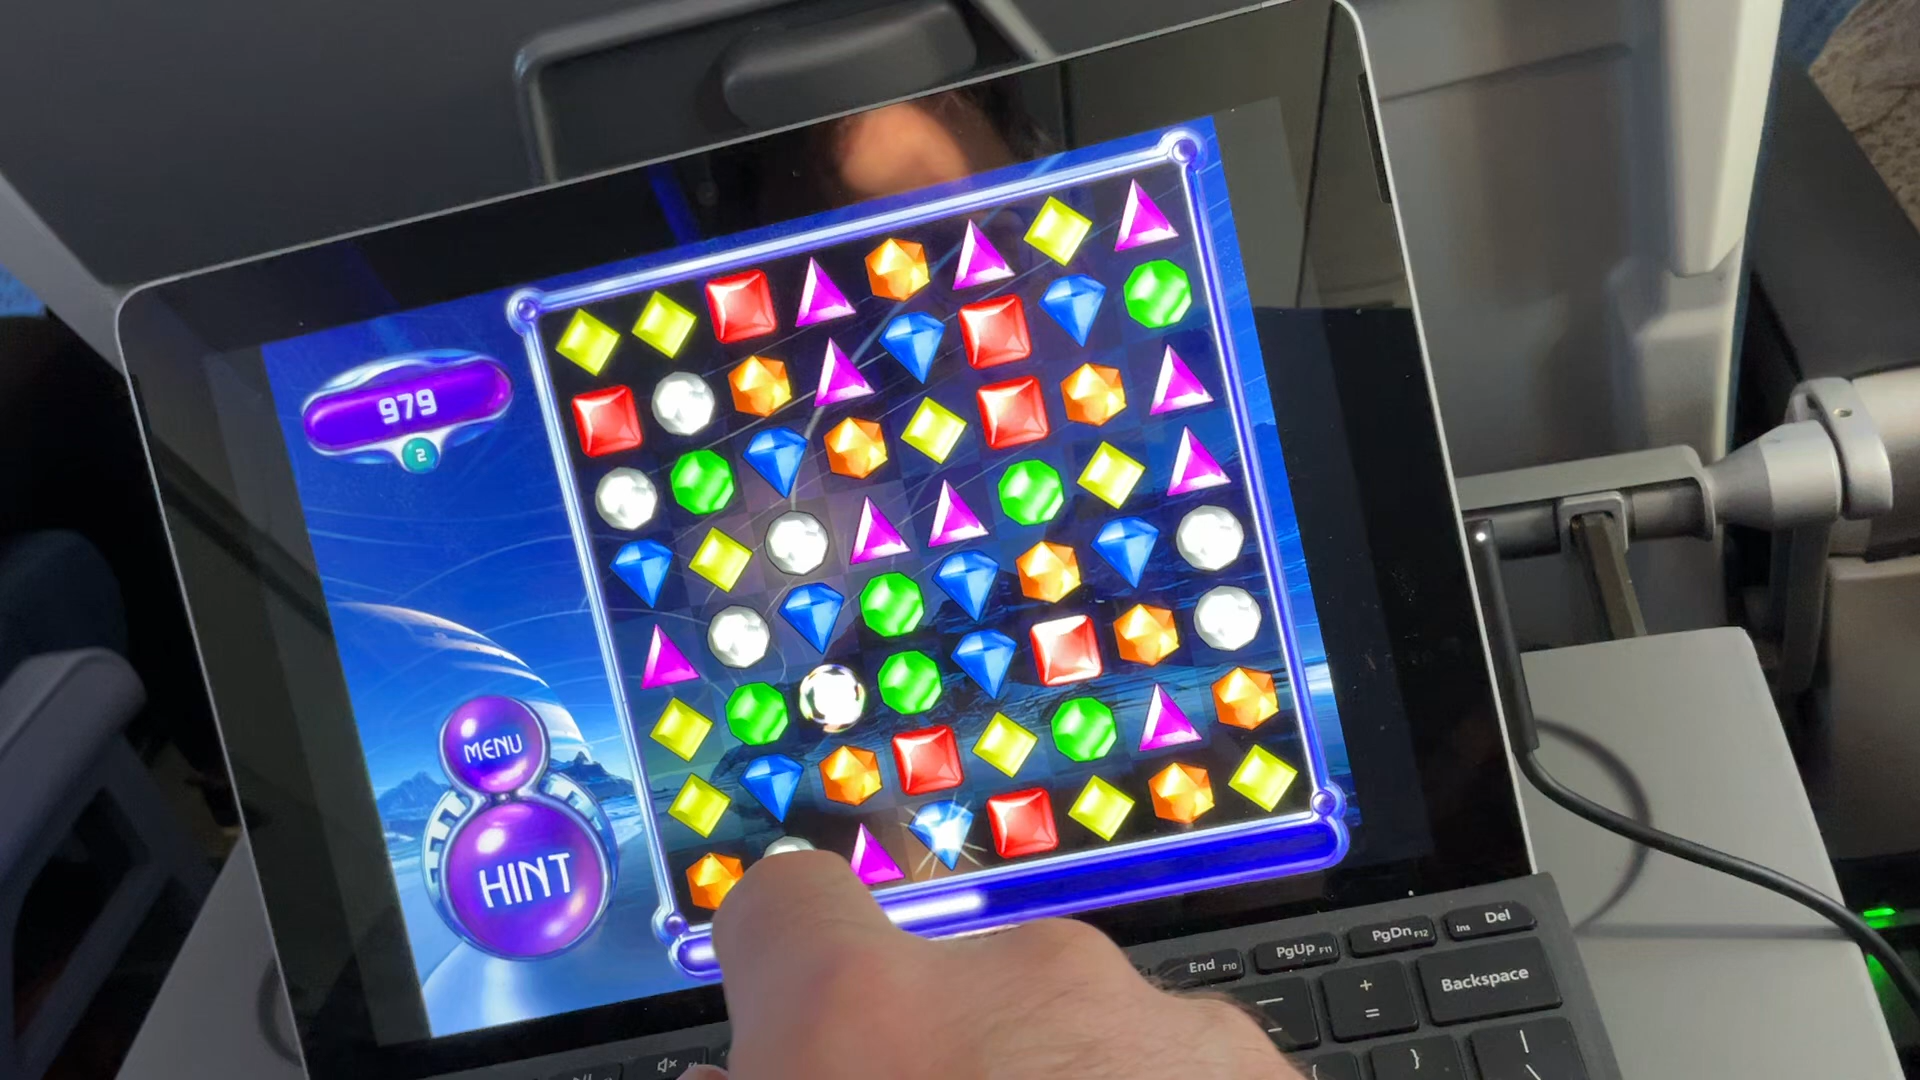 979
2
MENU
HINT
End F10
PgUp F11
PgDn F12
Ins Del
+
=
Backspace
}
|
\